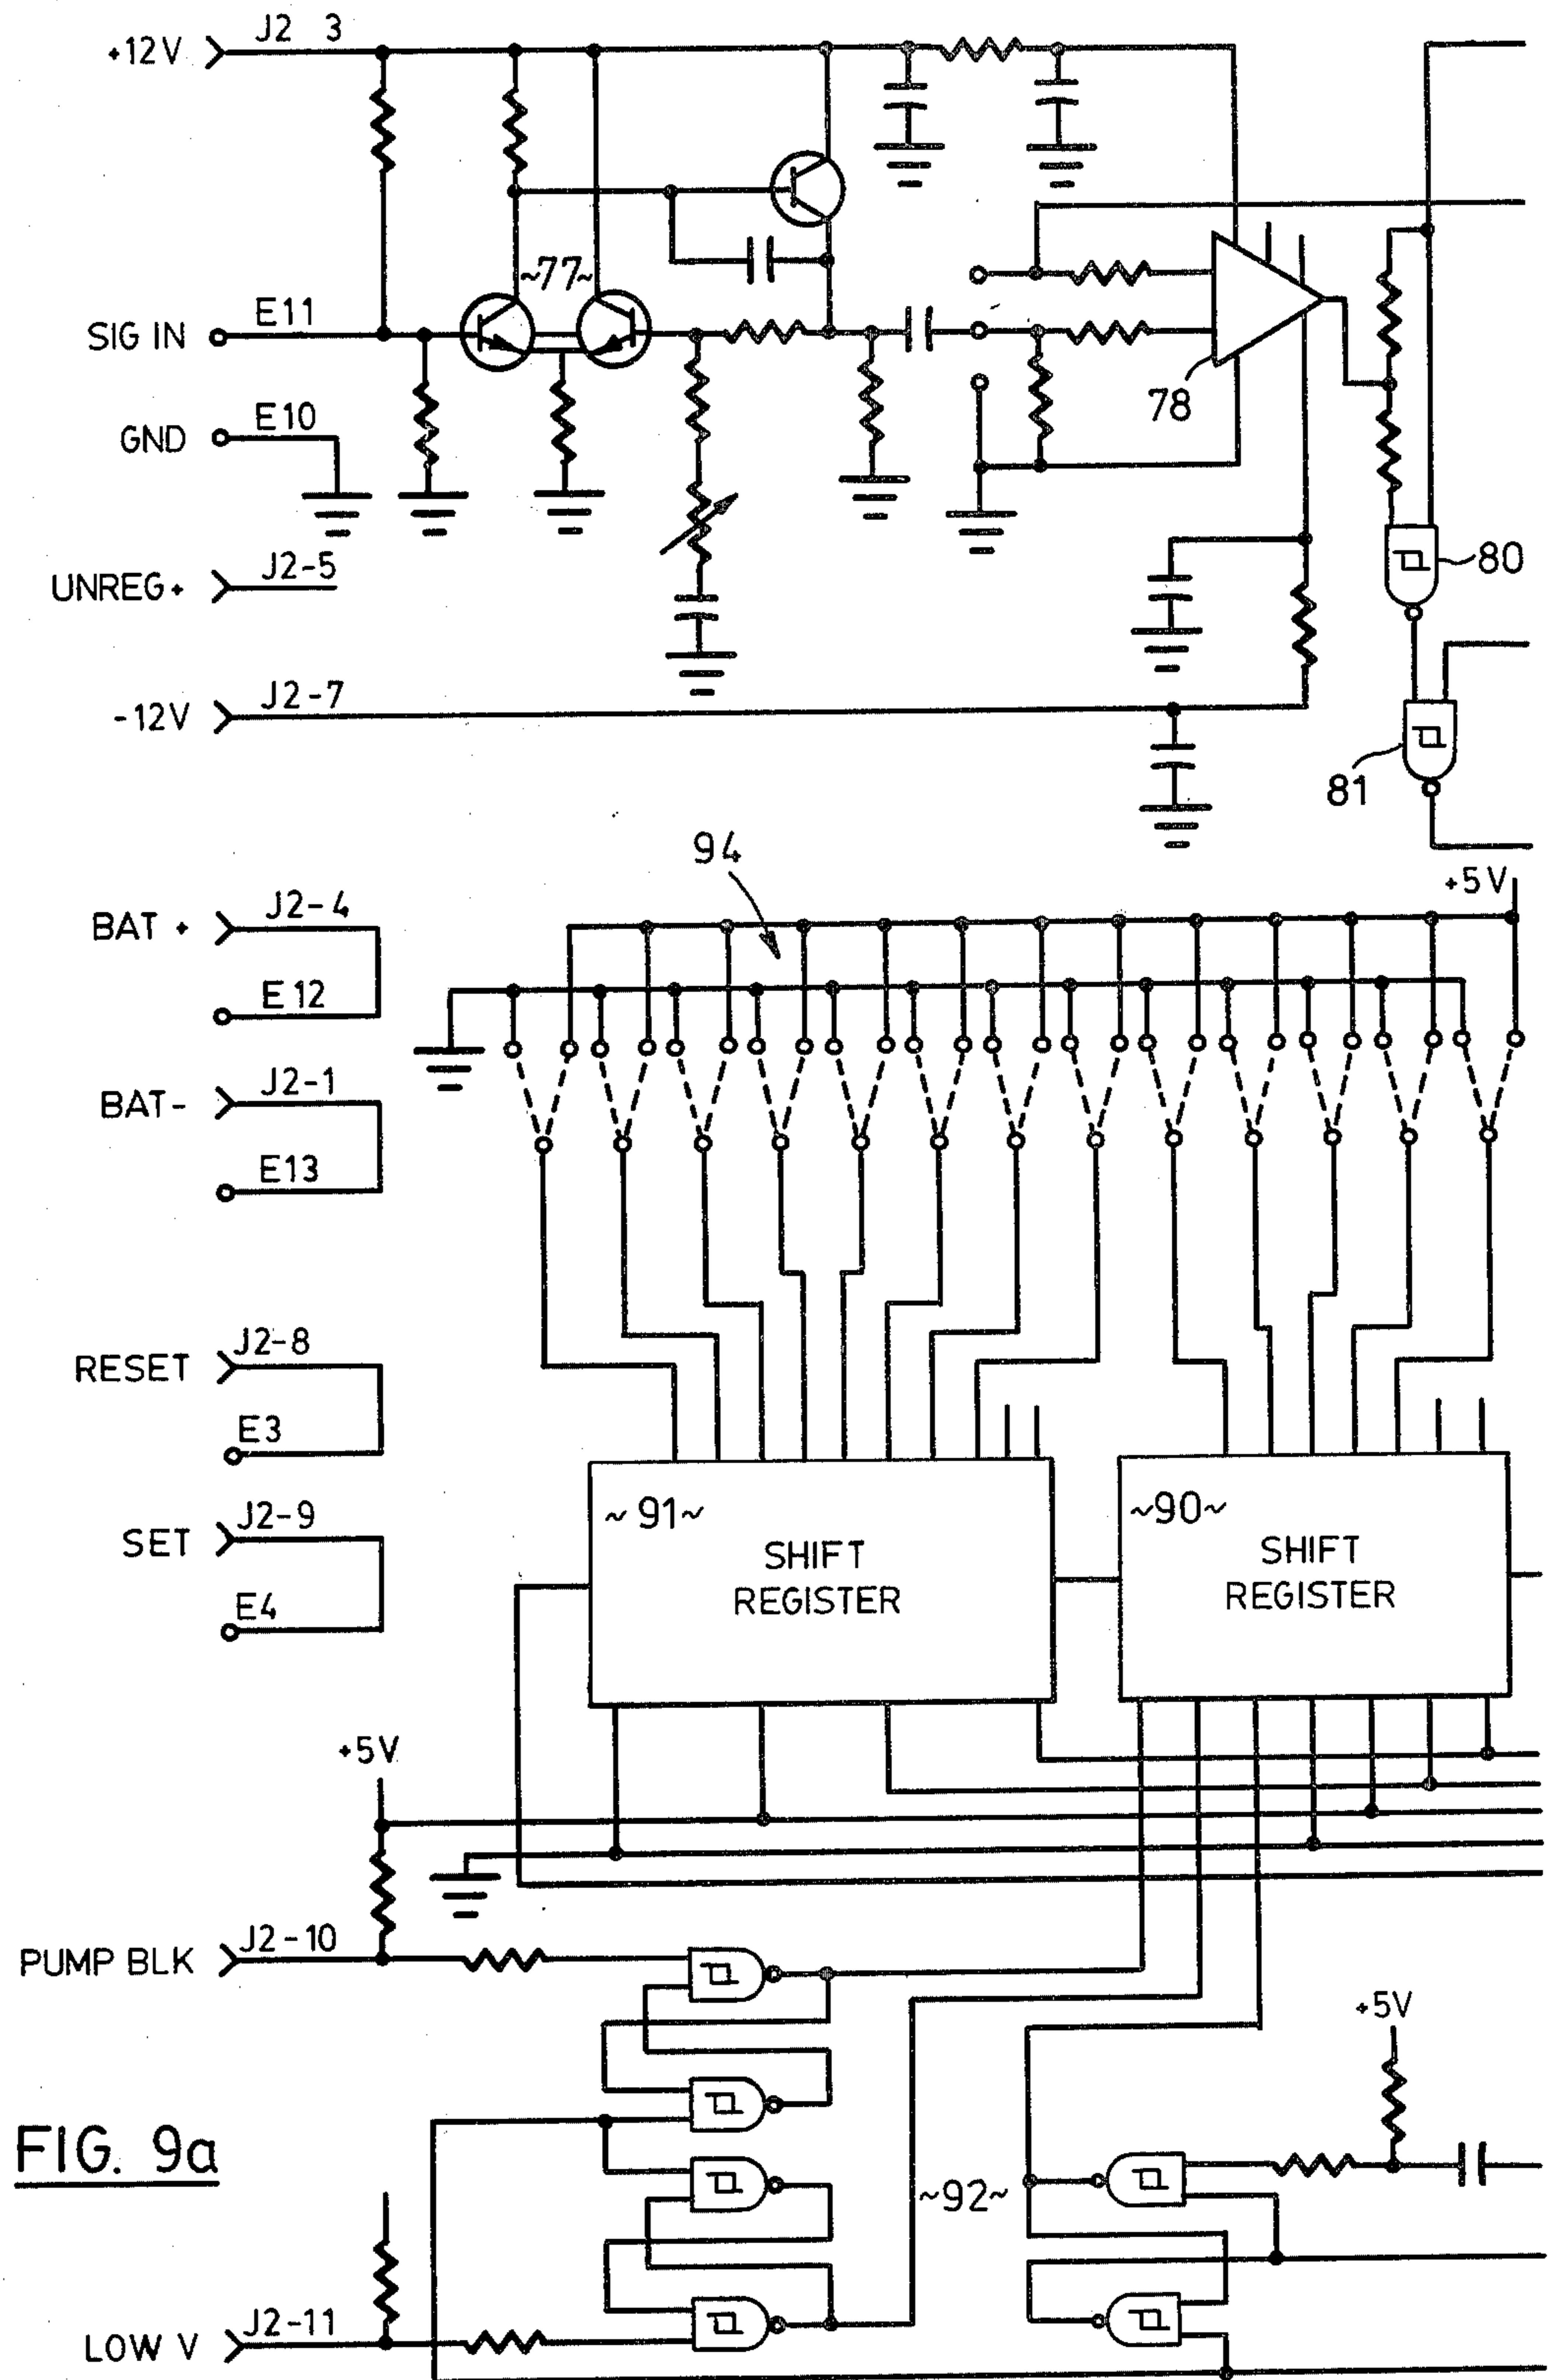 J2 3
+12V
~77~
SIG IN
E11
78
GND
E10
80
UNREG+
J2-5
-12V
J2-7
81
94
+5V
BAT +
J2-4
E12
BAT-
J2-1
E13
RESET
J2-8
E3
~91~
~90~
SET
J2-9
SHIFT
REGISTER
SHIFT
REGISTER
E4
+5V
PUMP BLK
J2-10
+5V
FIG. 9a
~92~
LOW V
J2-11